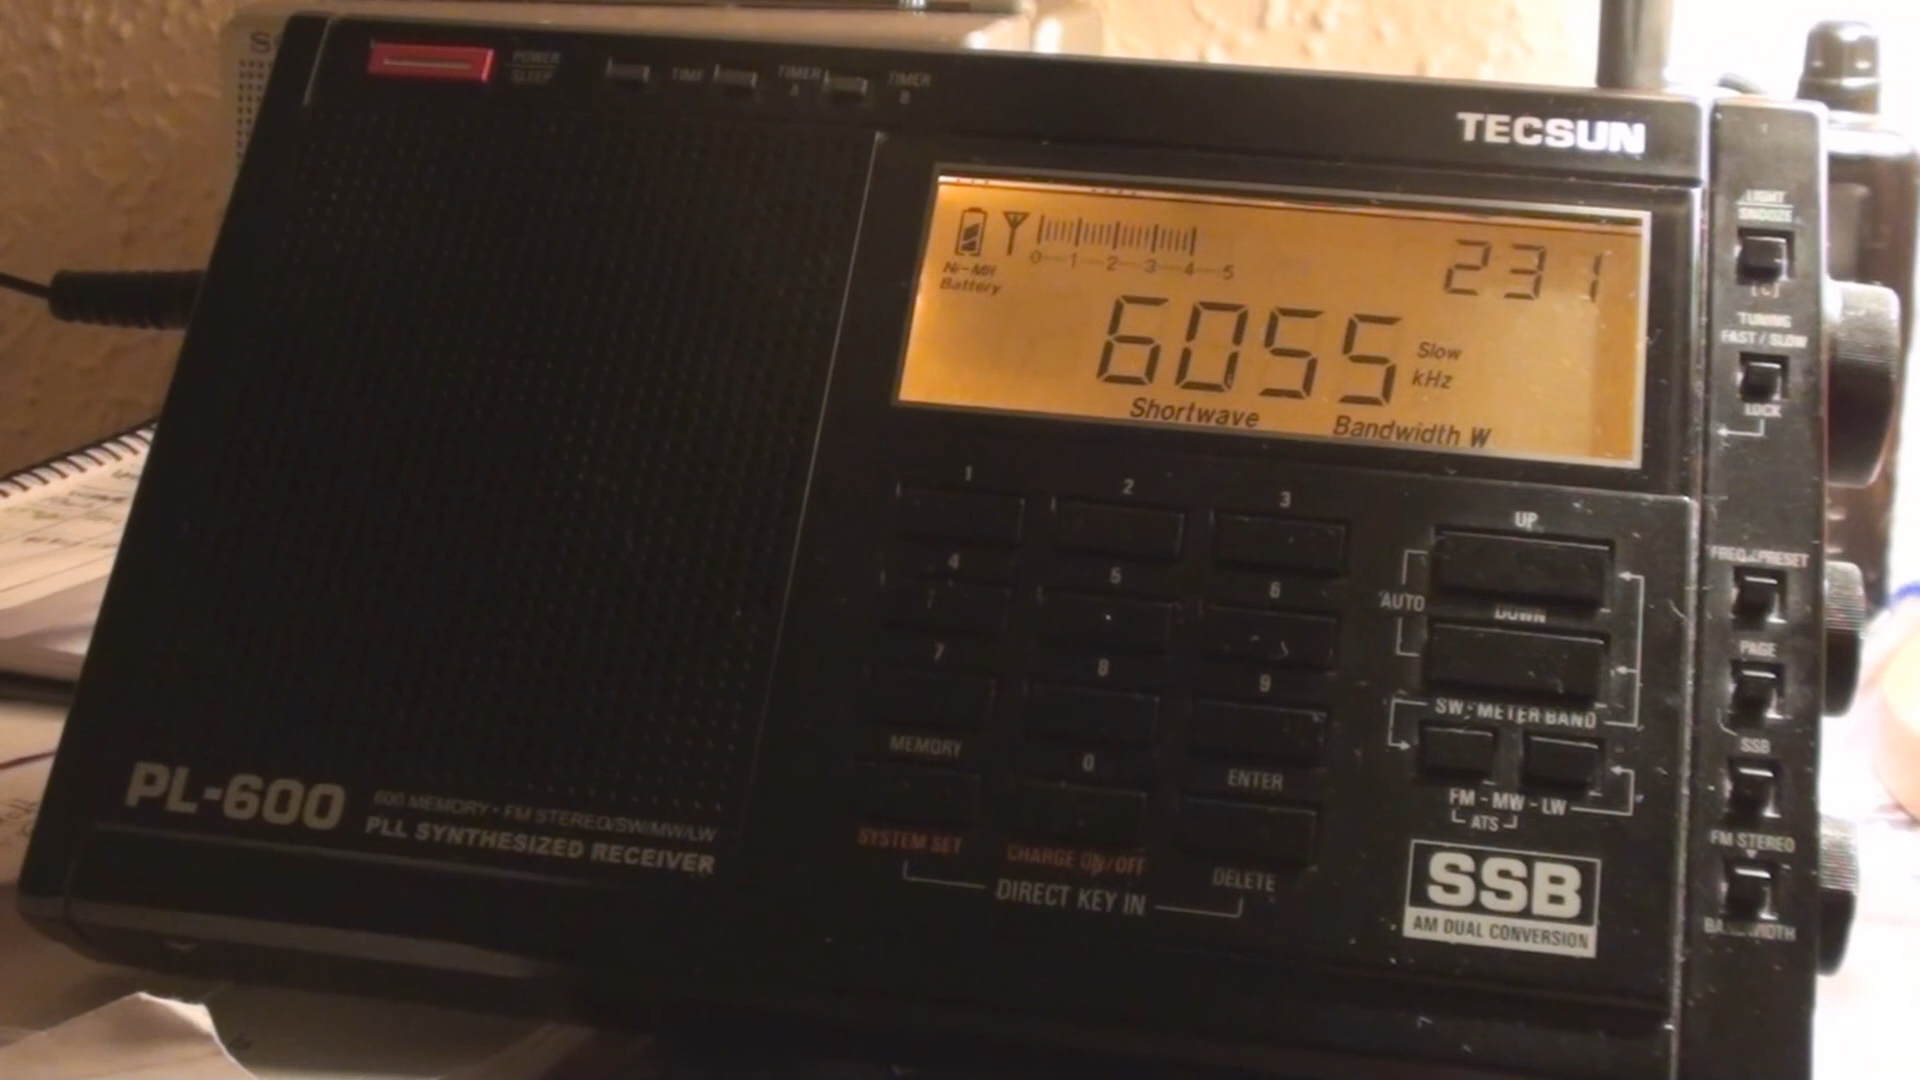 POWER
SLEEP
TIME
TIMER
A
TIMER
B
TECSUN
LIGHT
SNOOZE
231
0 1 2 3 4 5
Ni-MH
Battery
6055
Slow
kHz
Shortwave
Bandwidth W
TUNING
FAST / SLOW
LOCK
1
2
3
UP
4
5
6
AUTO
DOWN
FREQ./PRESET
7
8
9
PAGE
SW-METER BAND
SSB
MEMORY
0
ENTER
FM - MW - LW
ATS
PL-600
600 MEMORY • FM STEREO/SW/MW/LW
PLL SYNTHESIZED RECEIVER
SYSTEM SET
CHARGE ON/OFF
DELETE
DIRECT KEY IN
FM STEREO
SSB
AM DUAL CONVERSION
BANDWIDTH